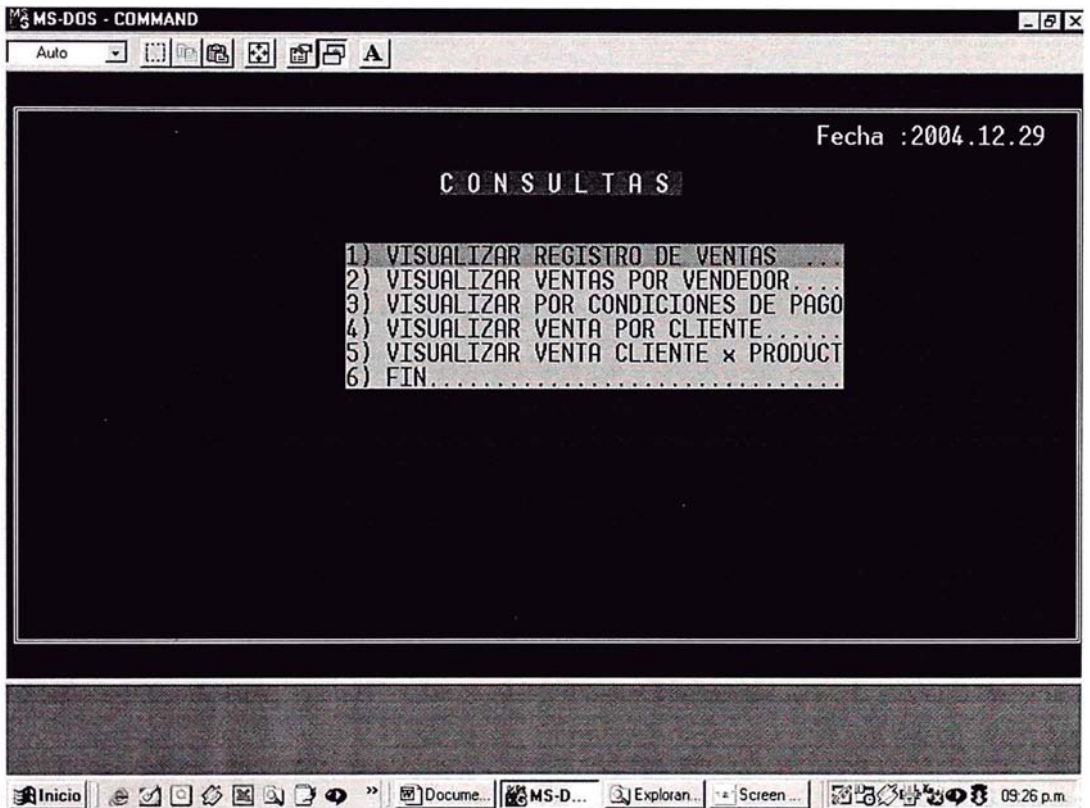 MS-DOS - COMMAND
Auto
A
Fecha :2004.12.29
C O N S U L T A S
1) VISUALIZAR REGISTRO DE VENTAS ...
2) VISUALIZAR VENTAS POR VENDEDOR....
3) VISUALIZAR POR CONDICIONES DE PAGO
4) VISUALIZAR VENTA POR CLIENTE......
5) VISUALIZAR VENTA CLIENTE x PRODUCT
6) FIN...............................
Inicio » Docume... MS-D... Exploran... Screen ... 09:26 p.m.